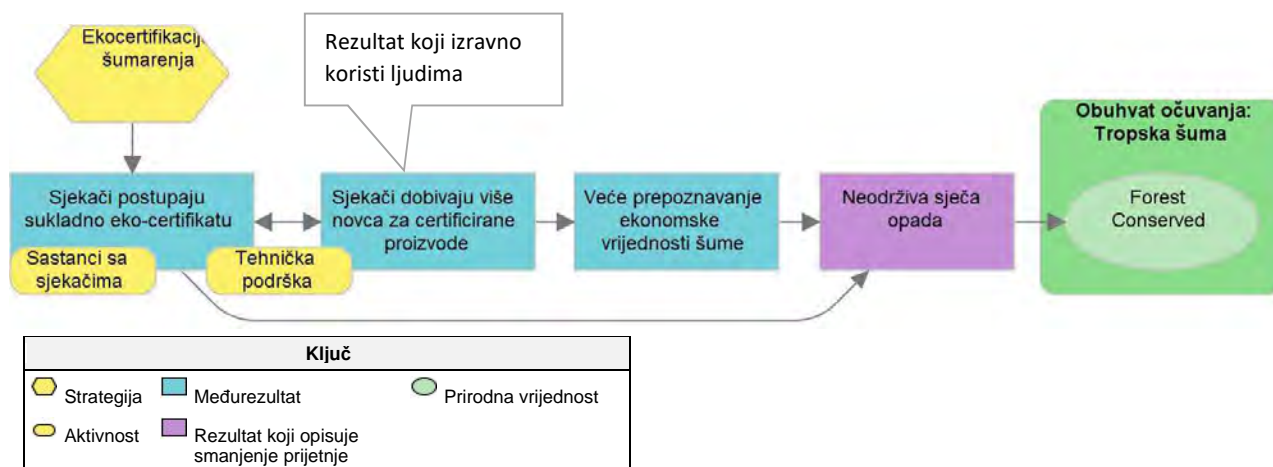 Ekocertifikacija
šumarenja
Rezultat koji izravno
koristi ljudima
Obuhvat očuvanja:
Tropska šuma
Sjekači postupaju
sukladno eko-certifikatu
Sjekači dobivaju više
novca za certificirane
proizvode
Veće prepoznavanje
ekonomske
vrijednosti šume
Neodrživa sječa
opada
Forest
Conserved
Sastanci sa
sjekačima
Tehnička
podrška
Ključ
Strategija
Međurezultat
Prirodna vrijednost
Aktivnost
Rezultat koji opisuje
smanjenje prijetnje